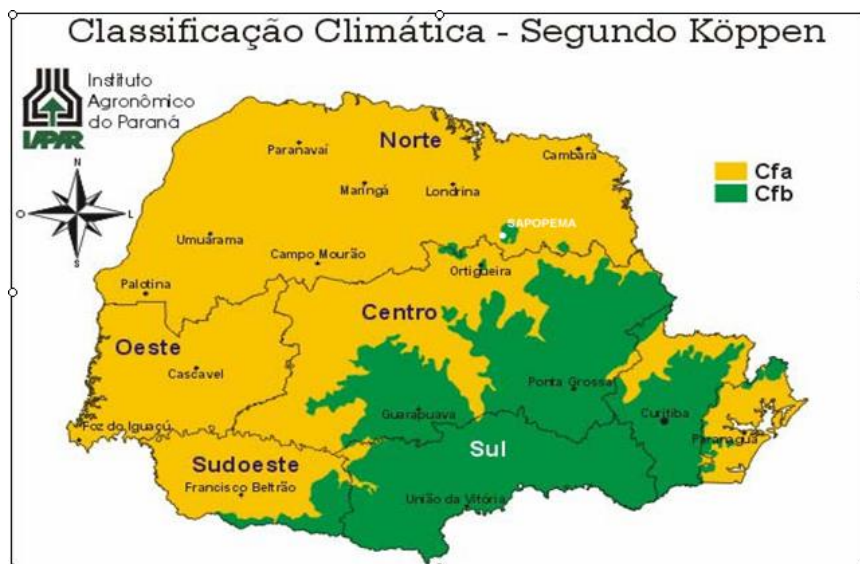 Classificação Climática - Segundo Köppen
Instituto
Agronômico
do Paraná
IAPAR
N
O
L
S
Norte
Paranavaí
Cambará
Maringá
Londrina
Cfa
Cfb
SAPOPEMA
Umuarama
Campo Mourão
Ortigueira
Palotina
Centro
Oeste
Cascavel
Ponta Grossa
Guarapuava
Curitiba
Foz do Iguaçú
Paranaguá
Sul
Sudoeste
Francisco Beltrão
União da Vitória